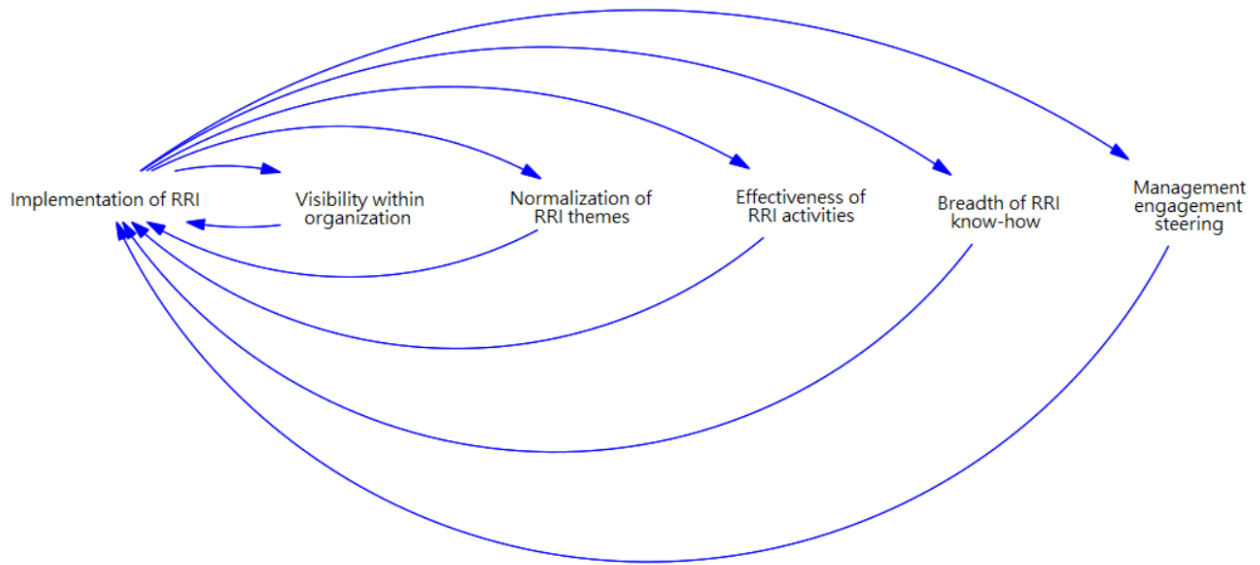 Implementation of RRI
Visibility within
organization
Normalization of
RRI themes
Effectiveness of
RRI activities
Breadth of RRI
know-how
Management
engagement
steering